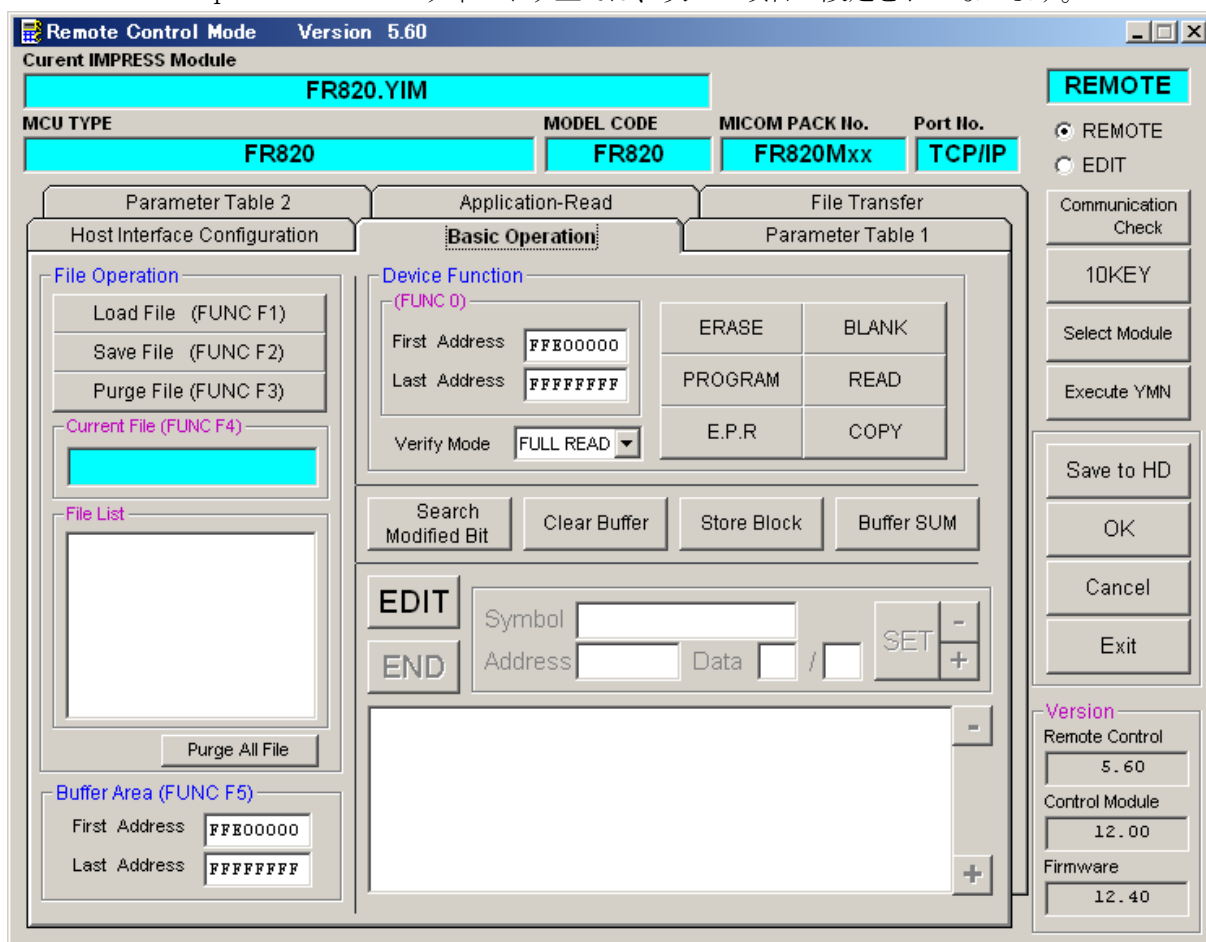 Remote Control Mode Version 5.60
Curent IMPRESS Module
FR820.YIM
REMOTE
MCU TYPE
MODEL CODE
MICOM PACK No.
Port No.
FR820
FR820
FR820Mxx
TCP/IP
REMOTE
EDIT
Parameter Table 2
Application-Read
File Transfer
Host Interface Configuration
Basic Operation
Parameter Table 1
Communication
Check
10KEY
Select Module
Execute YMN
Save to HD
OK
Cancel
Exit
File Operation
Load File (FUNC F1)
Save File (FUNC F2)
Purge File (FUNC F3)
Current File (FUNC F4)
File List
Purge All File
Buffer Area (FUNC F5)
First Address FFE00000
Last Address FFFFFFFF
Device Function
(FUNC 0)
First Address FFE00000
Last Address FFFFFFFF
Verify Mode FULL READ
ERASE
BLANK
PROGRAM
READ
E.P.R
COPY
Search
Modified Bit
Clear Buffer
Store Block
Buffer SUM
EDIT
END
Symbol
Address
Data /
SET
-
+
-
+
Version
Remote Control
5.60
Control Module
12.00
Firmware
12.40